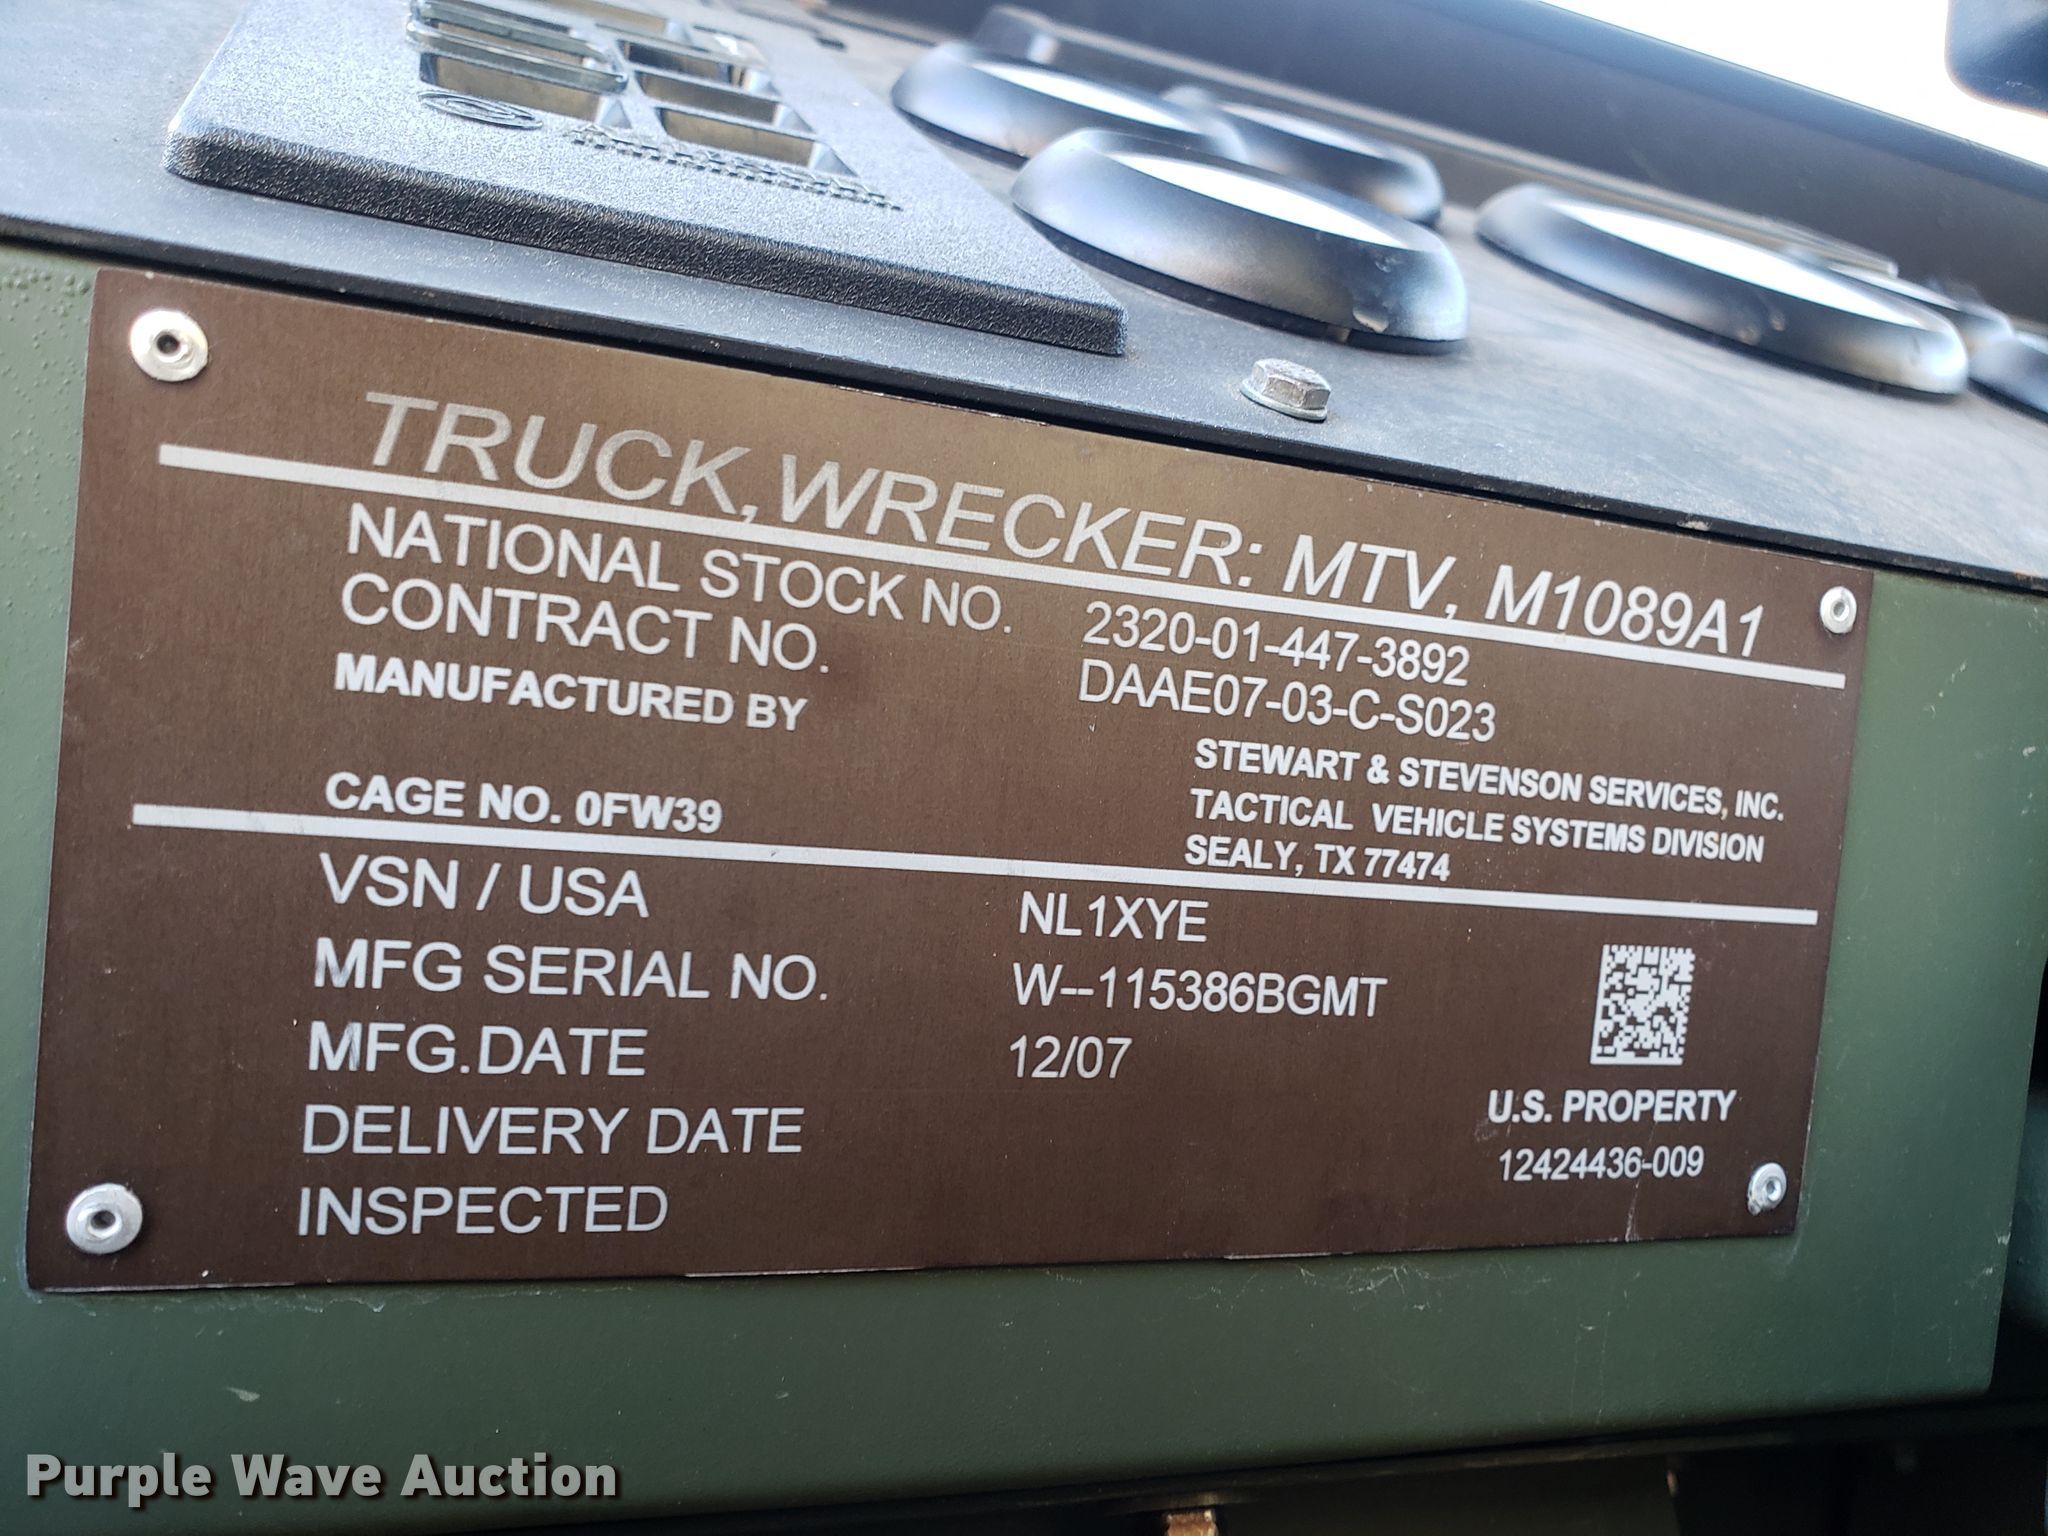 TRUCK, WRECKER: MTV, M1089A1
NATIONAL STOCK NO. 2320-01-447-3892
CONTRACT NO. DAAE07-03-C-S023
MANUFACTURED BY STEWART & STEVENSON SERVICES, INC.
TACTICAL VEHICLE SYSTEMS DIVISION
CAGE NO. 0FW39 SEALY, TX 77474
VSN / USA NL1XYE
MFG SERIAL NO. W--115386BGMT
MFG.DATE 12/07
DELIVERY DATE
INSPECTED
U.S. PROPERTY
12424436-009
Purple Wave Auction